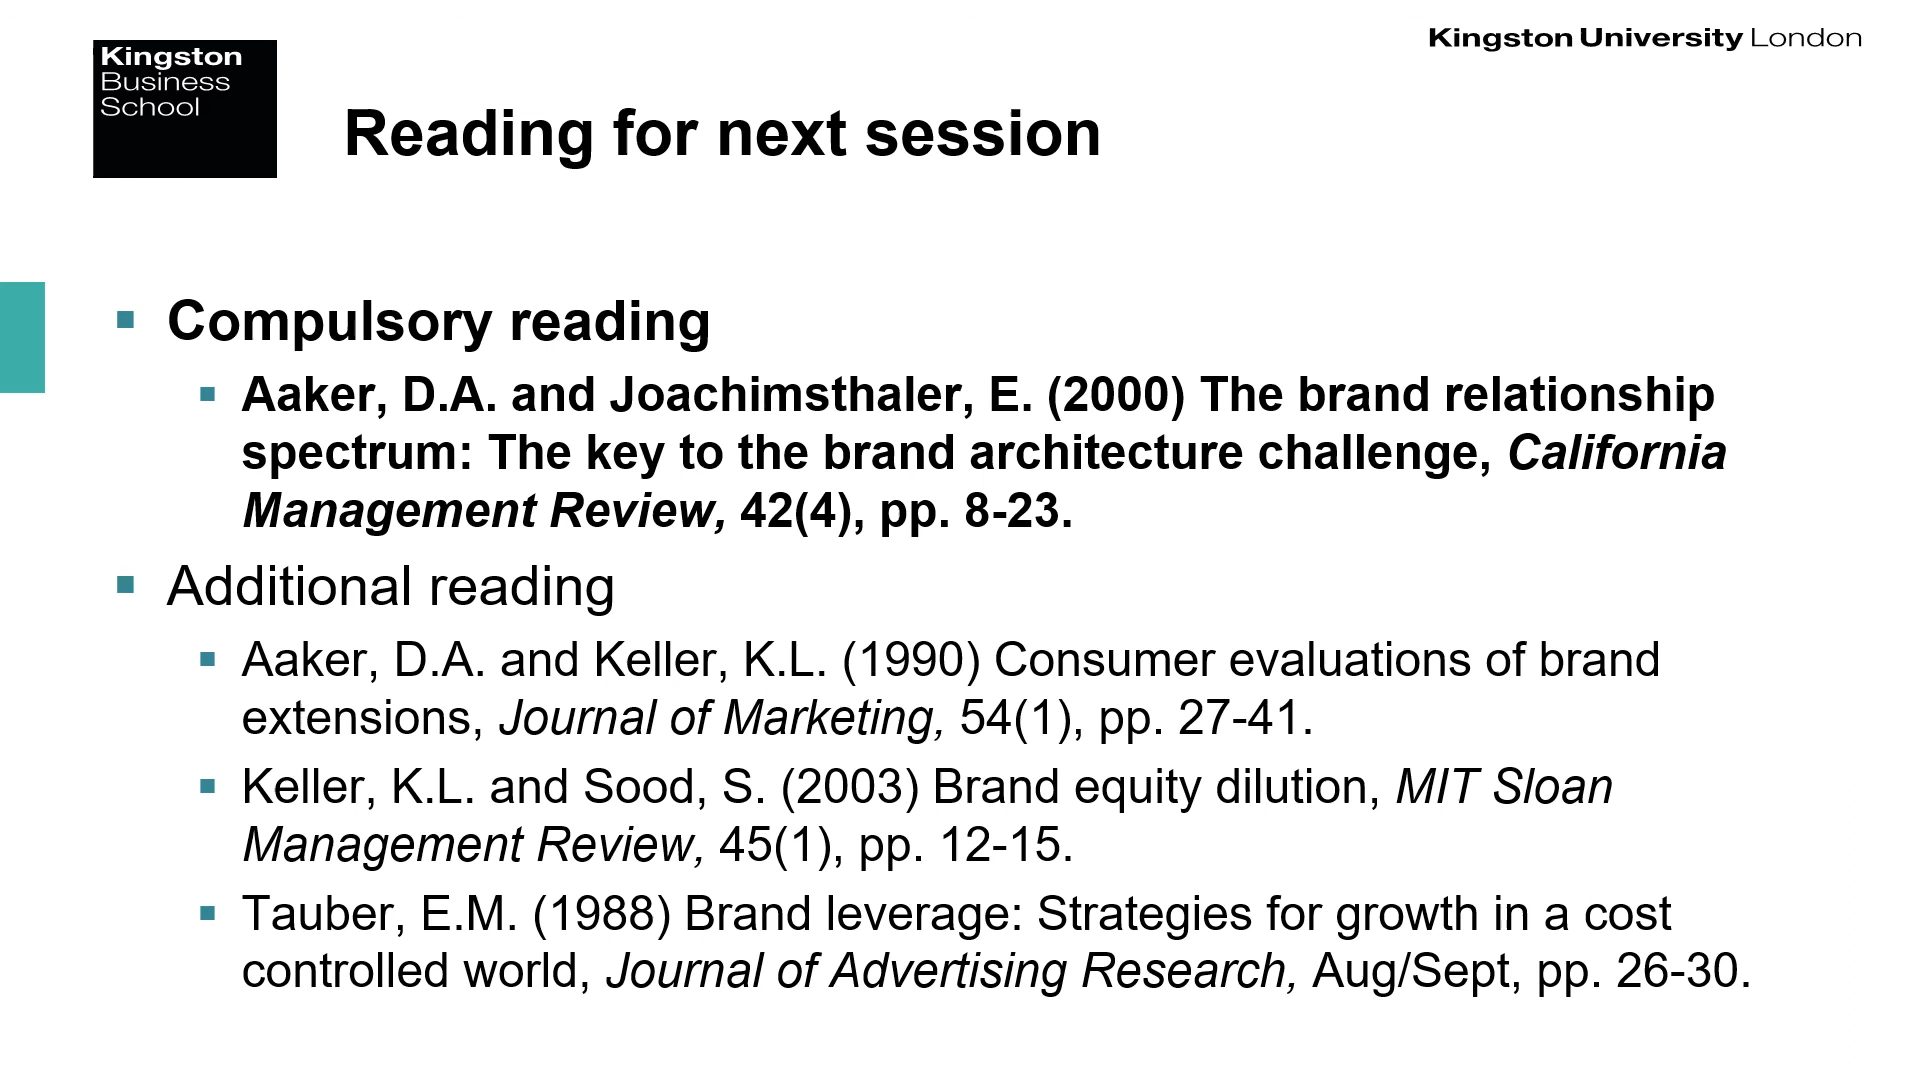 Kingston University London
Kingston
Business
School
Reading for next session
▪ Compulsory reading
▪ Aaker, D.A. and Joachimsthaler, E. (2000) The brand relationship
spectrum: The key to the brand architecture challenge, California
Management Review, 42(4), pp. 8-23.
▪ Additional reading
▪ Aaker, D.A. and Keller, K.L. (1990) Consumer evaluations of brand
extensions, Journal of Marketing, 54(1), pp. 27-41.
▪ Keller, K.L. and Sood, S. (2003) Brand equity dilution, MIT Sloan
Management Review, 45(1), pp. 12-15.
▪ Tauber, E.M. (1988) Brand leverage: Strategies for growth in a cost
controlled world, Journal of Advertising Research, Aug/Sept, pp. 26-30.